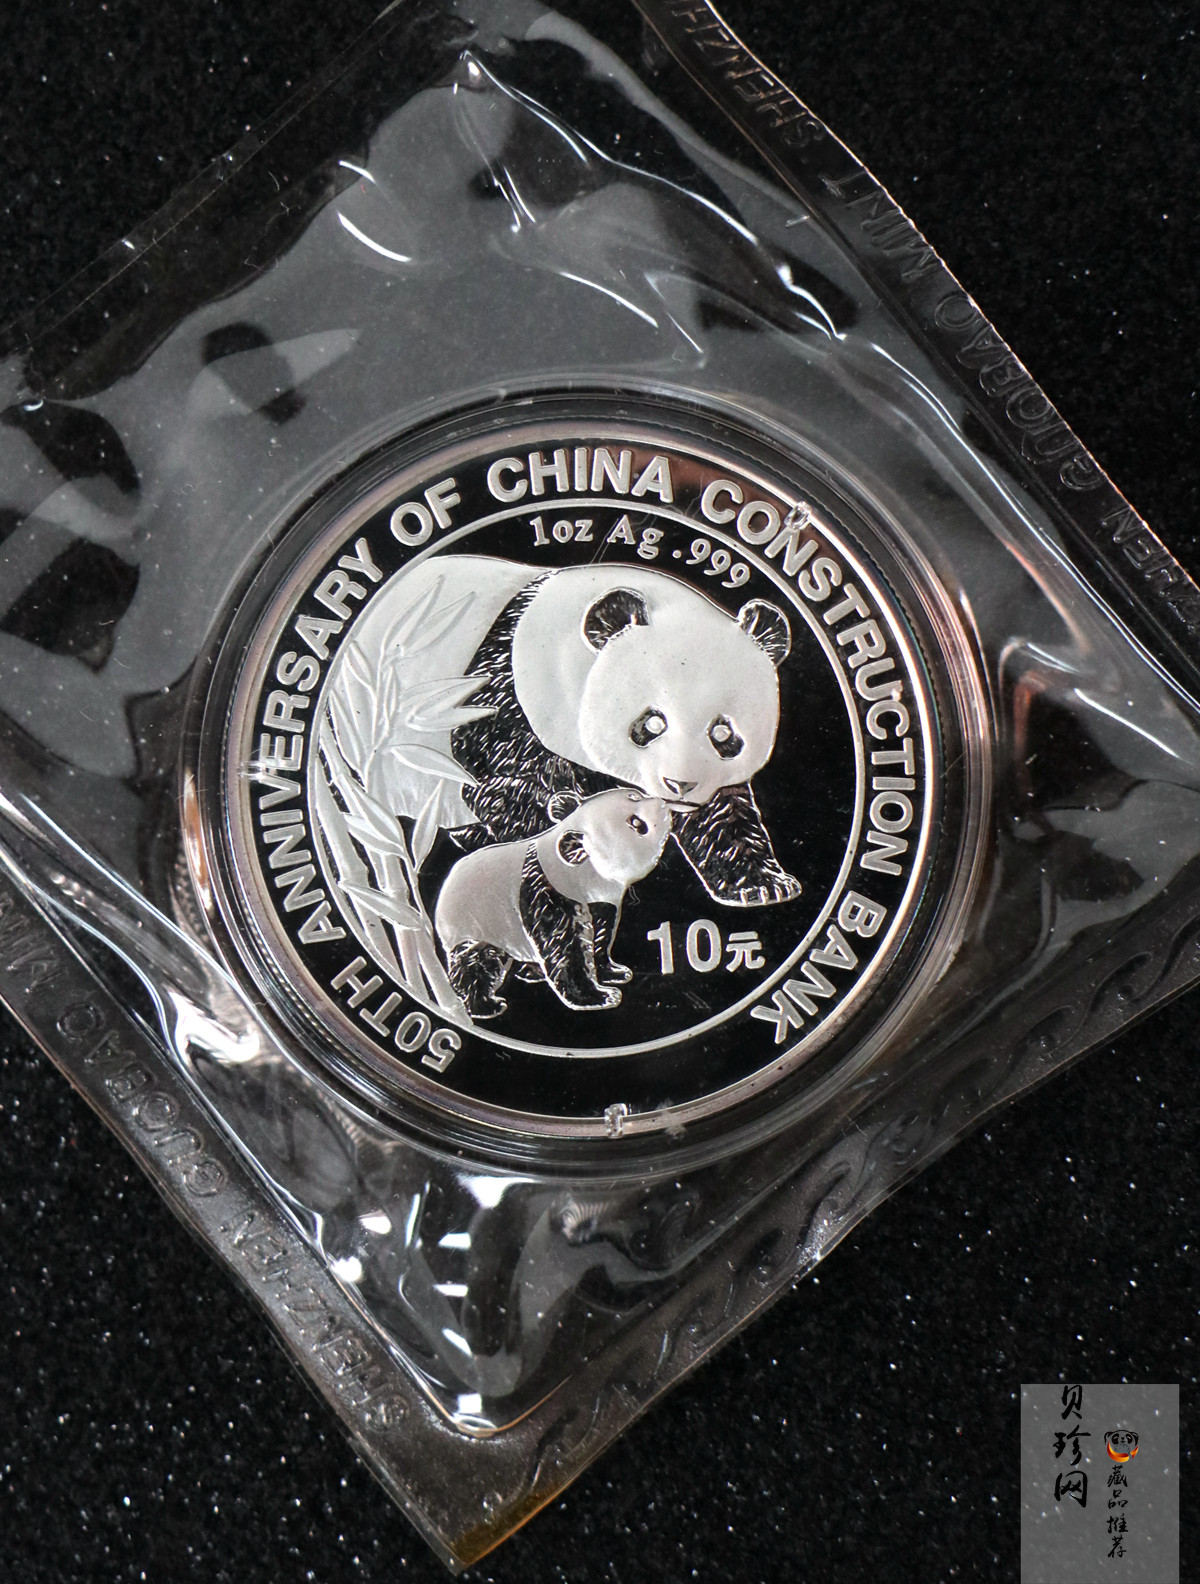 50TH ANNIVERSARY OF CHINA CONSTRUCTION BANK
1oz Ag .999
10元
SHENZHEN GUOBAO MINT
SHENZHEN GUOBAO MINT
贝珍网
藏品推荐